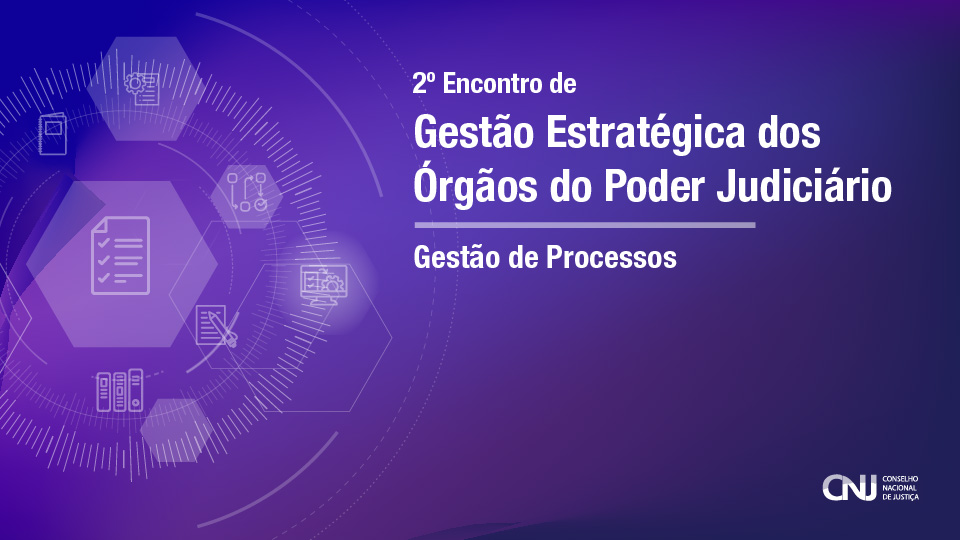 2º Encontro de
Gestão Estratégica dos
Órgãos do Poder Judiciário
Gestão de Processos
CNJ
CONSELHO
NACIONAL
DE JUSTIÇA